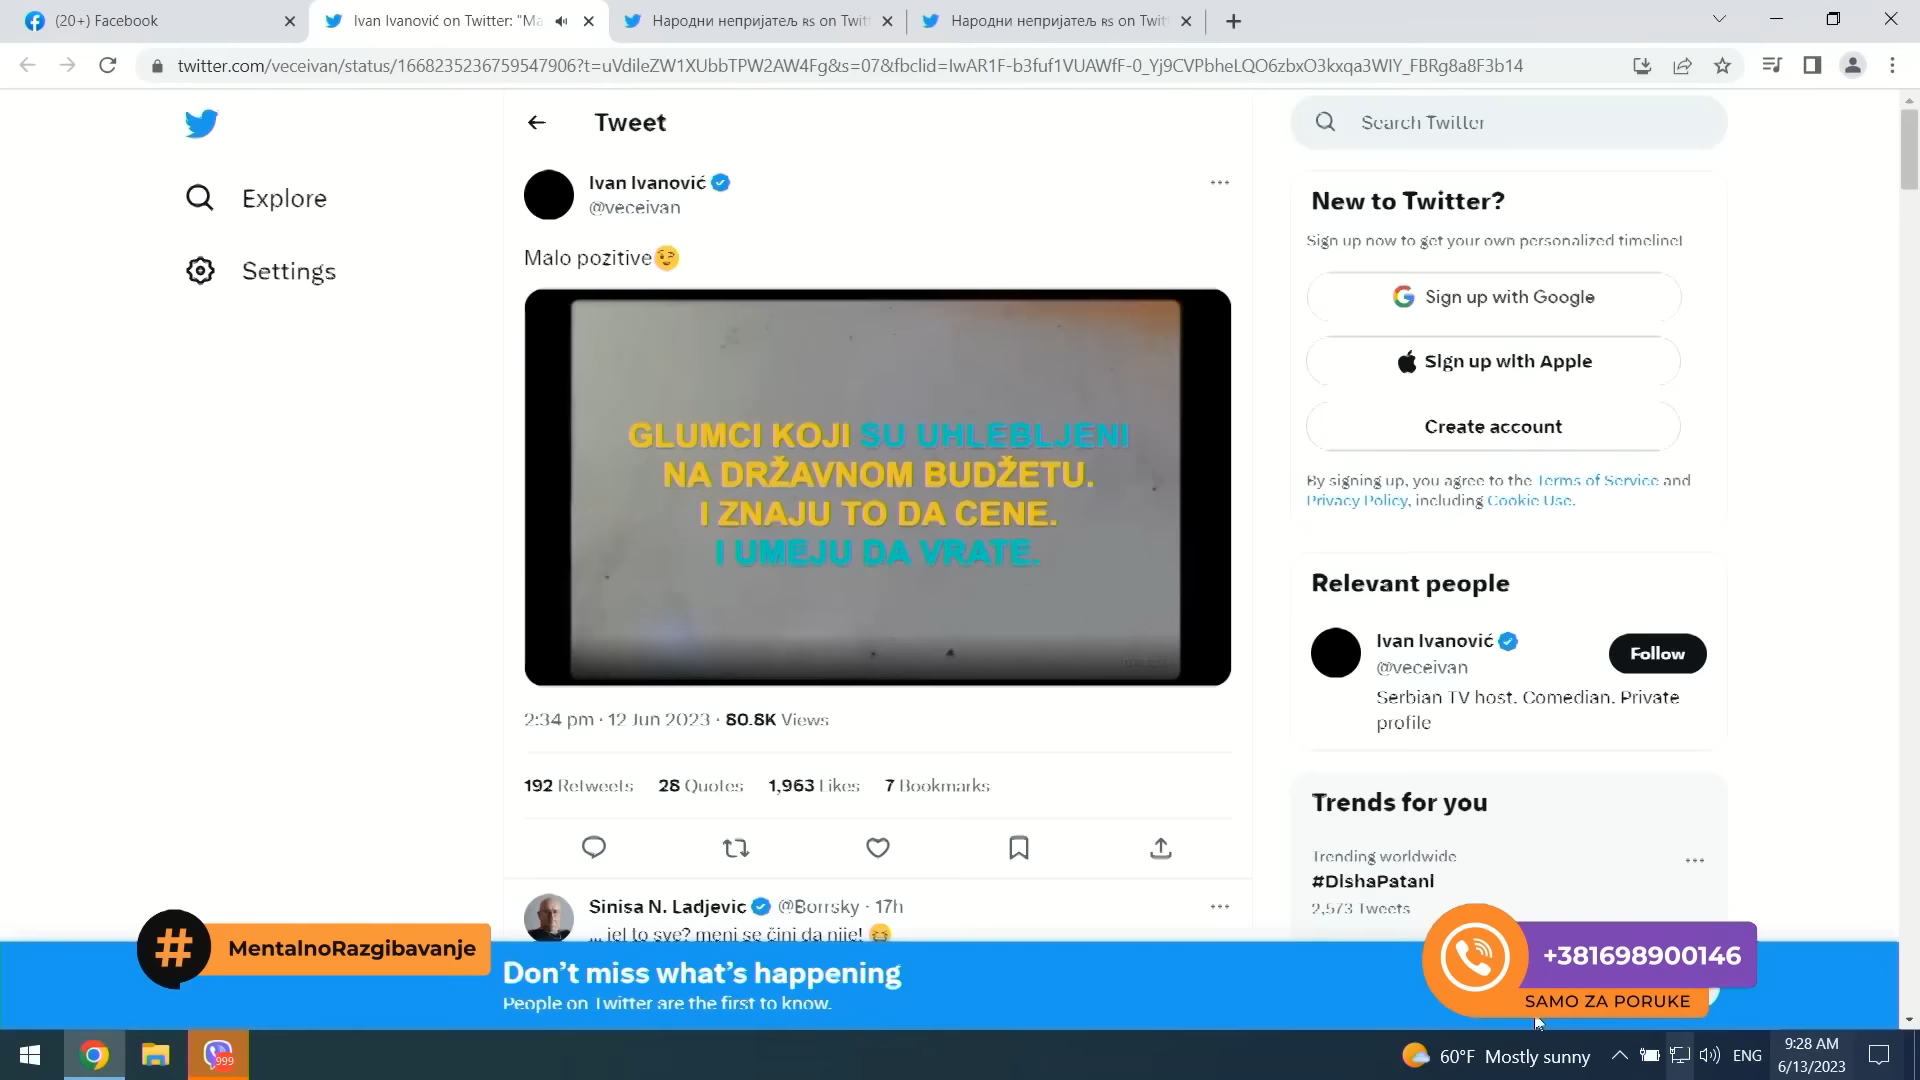 (20+) Facebook
Ivan Ivanović on Twitter: "Ma
Народни непријатељ RS on Twitt
Народни непријатељ RS on Twitt
twitter.com/veceivan/status/1668235236759547906?t=uVdileZW1XUbbTPW2AW4Fg&s=07&fbclid=IwAR1F-b3fuf1VUAWfF-0_Yj9CVPbheLQO6zbxO3kxqa3WIY_FBRg8a8F3b14
Explore
Settings
Tweet
Ivan Ivanović
@veceivan
Malo pozitive😉
GLUMCI KOJI SU UHLEBLJENI
NA DRŽAVNOM BUDŽETU.
I ZNAJU TO DA CENE.
I UMEJU DA VRATE.
2:34 pm · 12 Jun 2023 · 80.8K Views
192 Retweets 28 Quotes 1,963 Likes 7 Bookmarks
Sinisa N. Ladjevic @Borrsky · 17h
... jel to sve? meni se čini da nije! 😆
Search Twitter
New to Twitter?
Sign up now to get your own personalized timeline!
Sign up with Google
Sign up with Apple
Create account
By signing up, you agree to the Terms of Service and
Privacy Policy, including Cookie Use.
Relevant people
Ivan Ivanović
@veceivan
Follow
Serbian TV host. Comedian. Private
profile
Trends for you
Trending worldwide
#DishaPatani
2,573 Tweets
# MentalnoRazgibavanje
Don't miss what's happening
People on Twitter are the first to know.
+381698900146
SAMO ZA PORUKE
999
60°F Mostly sunny
ENG
9:28 AM
6/13/2023